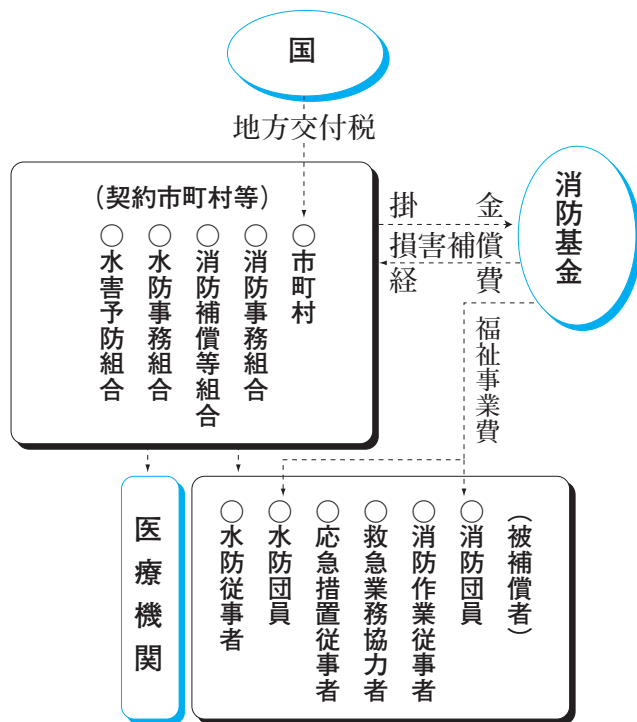 国
地方交付税
(契約市町村等)
○市町村
○消防事務組合
○消防補償等組合
○水防事務組合
○水害予防組合
掛金
損害補償
経費
消防基金
福祉事業費
(被補償者)
○消防団員
○消防作業従事者
○救急業務協力者
○応急措置従事者
○水防団員
○水防従事者
医療機関